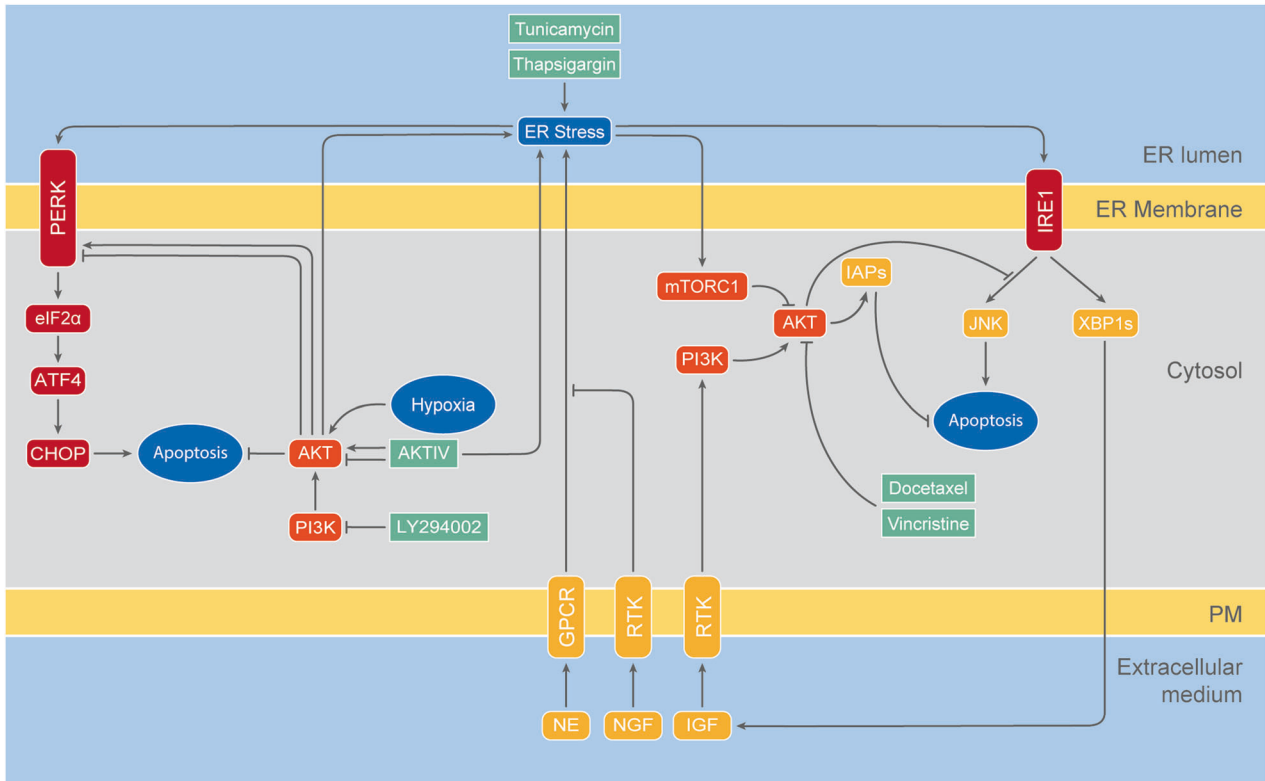 Tunicamycin
Thapsigargin
ER Stress
ER lumen
PERK
IRE1
ER Membrane
IAPs
mTORC1
eIF2α
AKT
JNK
XBP1s
PI3K
Cytosol
ATF4
Hypoxia
Apoptosis
CHOP
Apoptosis
AKT
AKTIV
Docetaxel
PI3K
LY294002
Vincristine
GPCR
RTK
RTK
PM
Extracellular
medium
NE
NGF
IGF